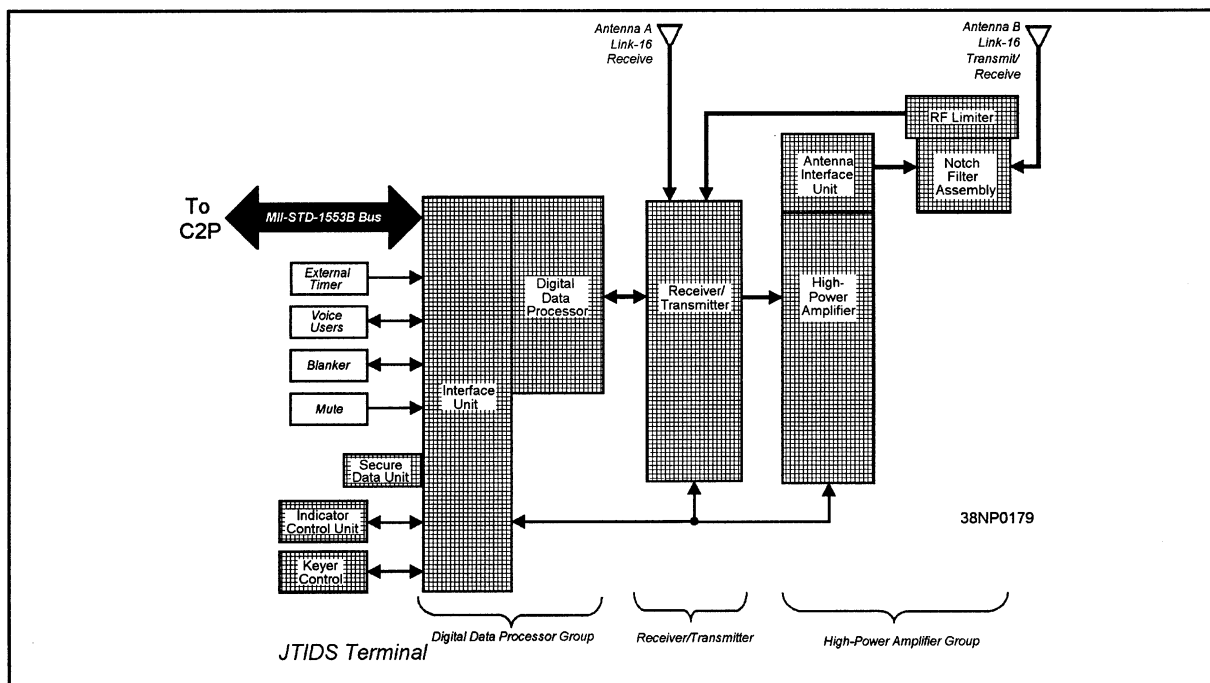 Antenna A
Link-16
Receive
Antenna B
Link-16
Transmit/
Receive
RF Limiter
Antenna
Interface
Unit
Notch
Filter
Assembly
To
C2P
MIl-STD-1553B Bus
External
Timer
Voice
Users
Blanker
Mute
Digital
Data
Processor
Receiver/
Transmitter
High-
Power
Amplifier
Interface
Unit
Secure
Data Unit
Indicator
Control Unit
Keyer
Control
38NP0179
Digital Data Processor Group
Receiver/Transmitter
High-Power Amplifier Group
JTIDS Terminal